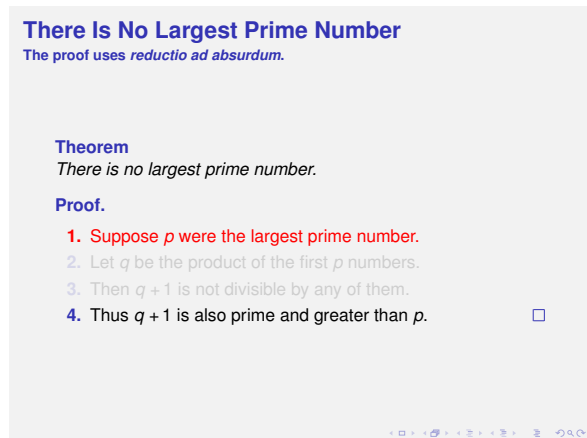 There Is No Largest Prime Number
The proof uses reductio ad absurdum.
Theorem
There is no largest prime number.
Proof.
1. Suppose p were the largest prime number.
2. Let q be the product of the first p numbers.
3. Then q + 1 is not divisible by any of them.
4. Thus q + 1 is also prime and greater than p.